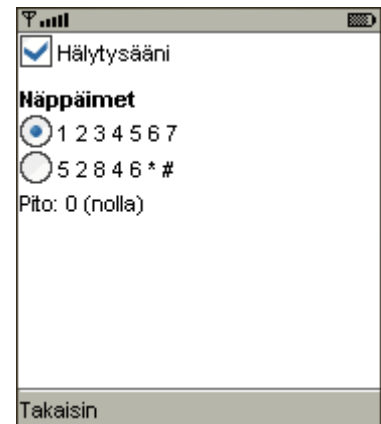 Hälytysääni
Näppäimet
1 2 3 4 5 6 7
5 2 8 4 6 * #
Pito: 0 (nolla)
Takaisin